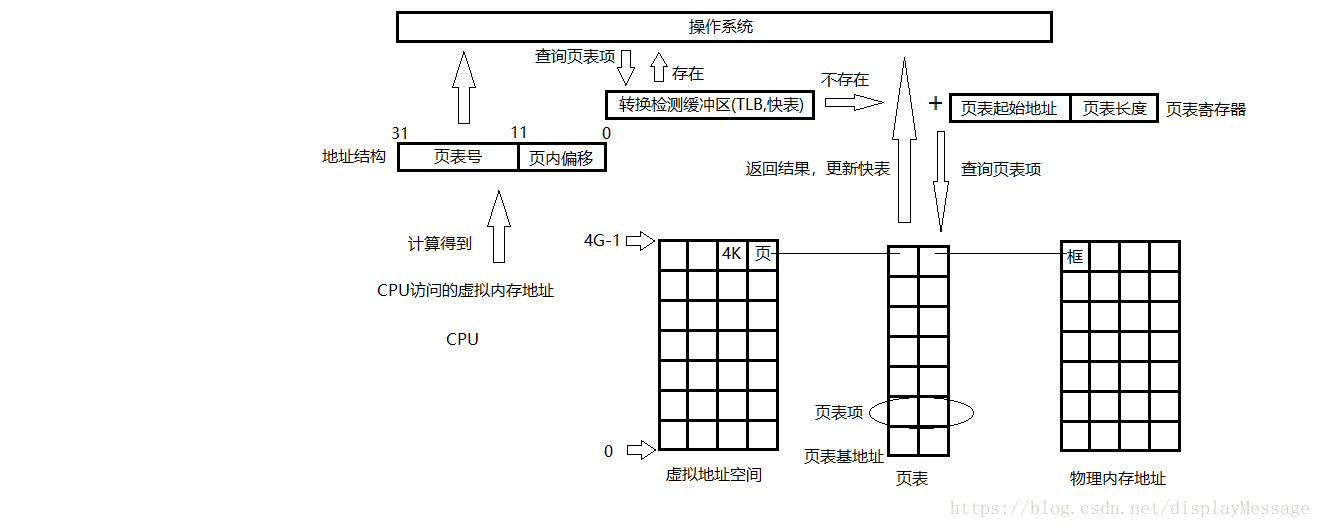 操作系统
查询页表项
存在
不存在
转换检测缓冲区(TLB,快表)
+
页表起始地址
页表长度
页表寄存器
31
11
0
地址结构
页表号
页内偏移
返回结果，更新快表
查询页表项
计算得到
4G-1
4K
页
框
CPU访问的虚拟内存地址
CPU
页表项
0
页表基地址
虚拟地址空间
页表
物理内存地址
https://blog.csdn.net/displayMessage